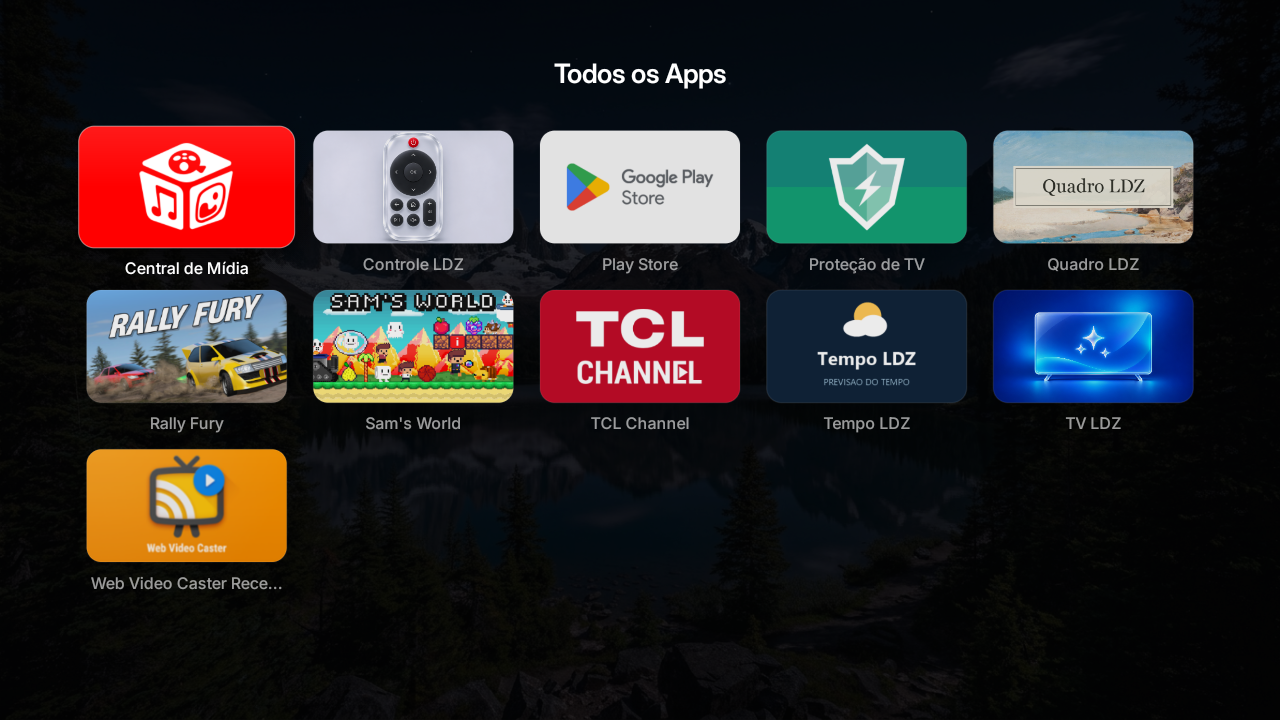 Todos os Apps
OK
Google Play
Store
Quadro LDZ
Central de Mídia
Controle LDZ
Play Store
Proteção de TV
Quadro LDZ
RALLY FURY
SAM'S WORLD
TCL
CHANNEL
Tempo LDZ
PREVISAO DO TEMPO
Rally Fury
Sam's World
TCL Channel
Tempo LDZ
TV LDZ
Web Video Caster
Web Video Caster Rece...